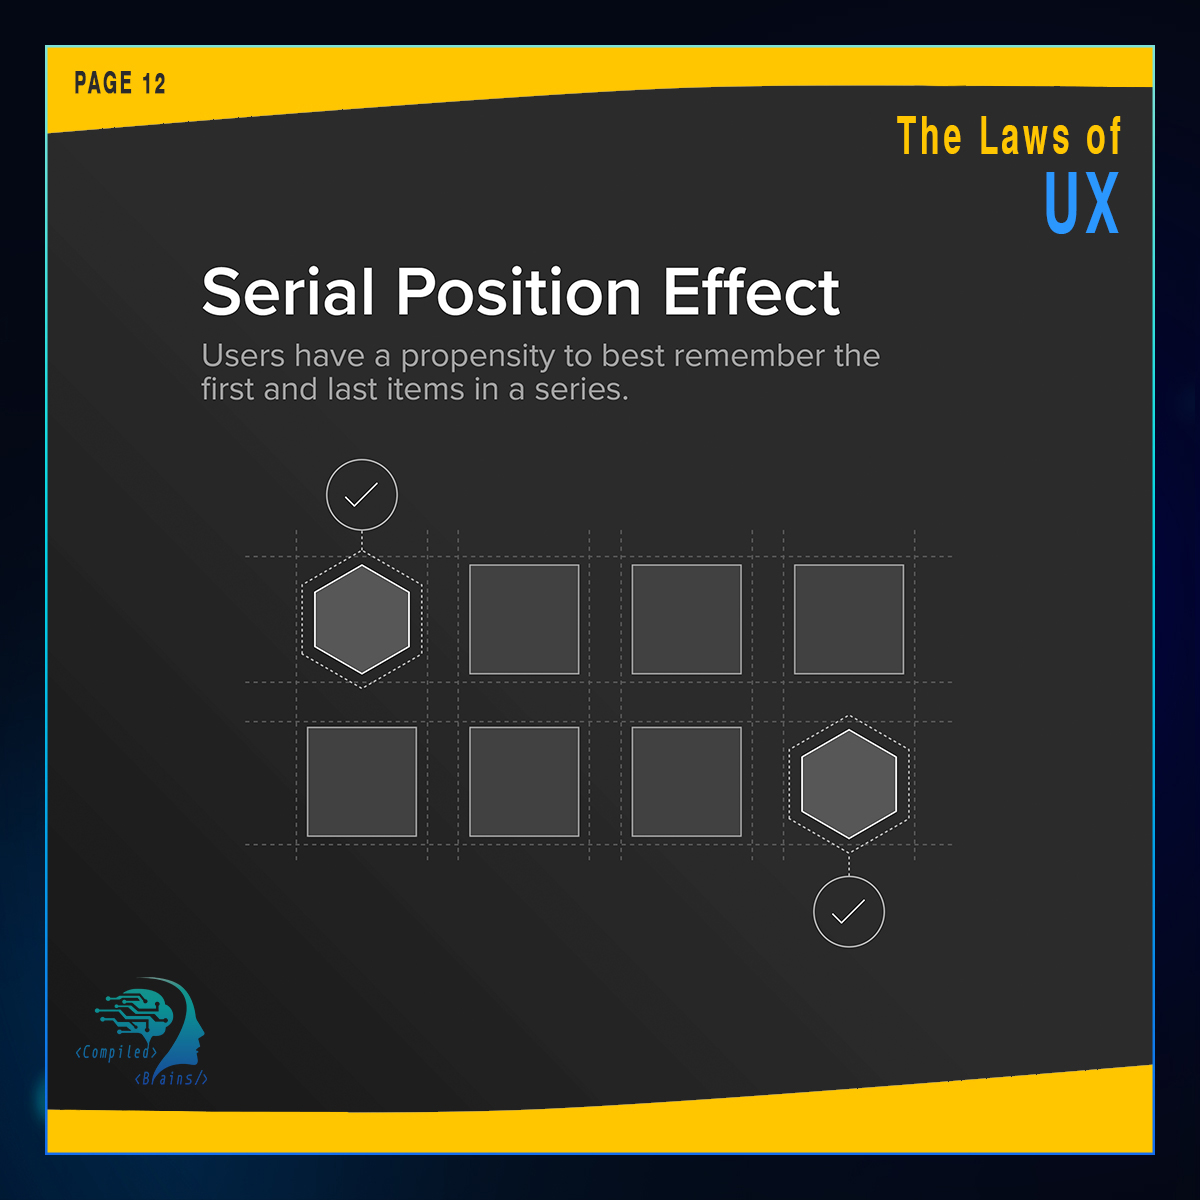 PAGE 12
The Laws of
UX
Serial Position Effect
Users have a propensity to best remember the
first and last items in a series.
<Compiled>
<Brains/>